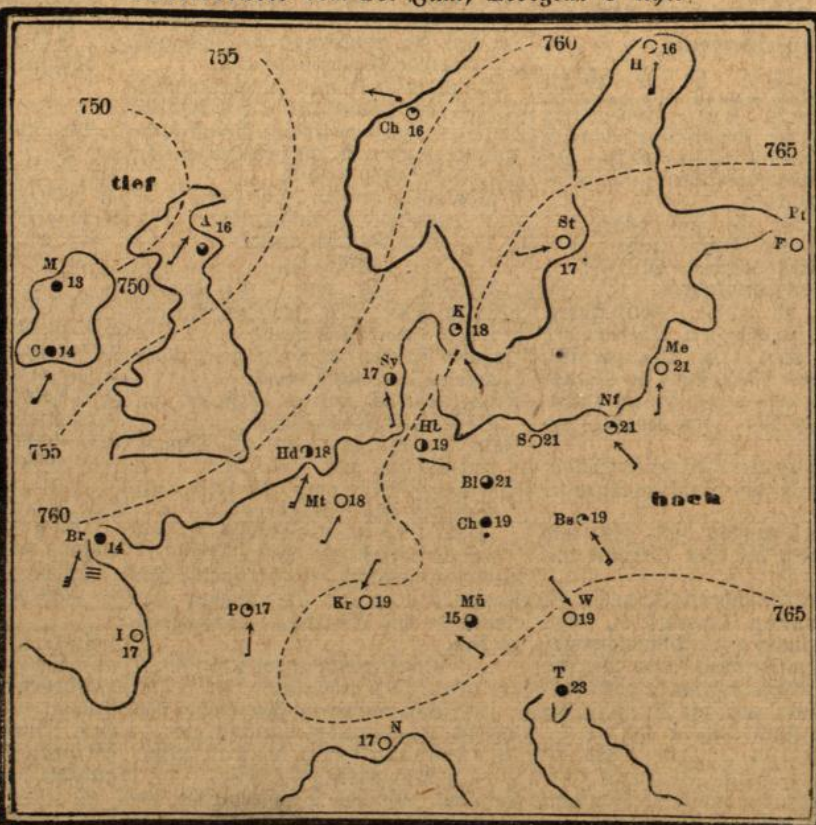 755
760
H 16
750
Ch 16
tief
765
A 16
St 17
Pt
P
M 13
750
K 18
C 14
Sy 17
Me 21
755
Nf 21
Ht 19
S 21
Hd 18
Bl 21
hoch
Mt 18
760
Ch 19
Bs 19
Br 14
P 17
Kr 19
Mü 15
W 19
765
I 17
T 23
N 17